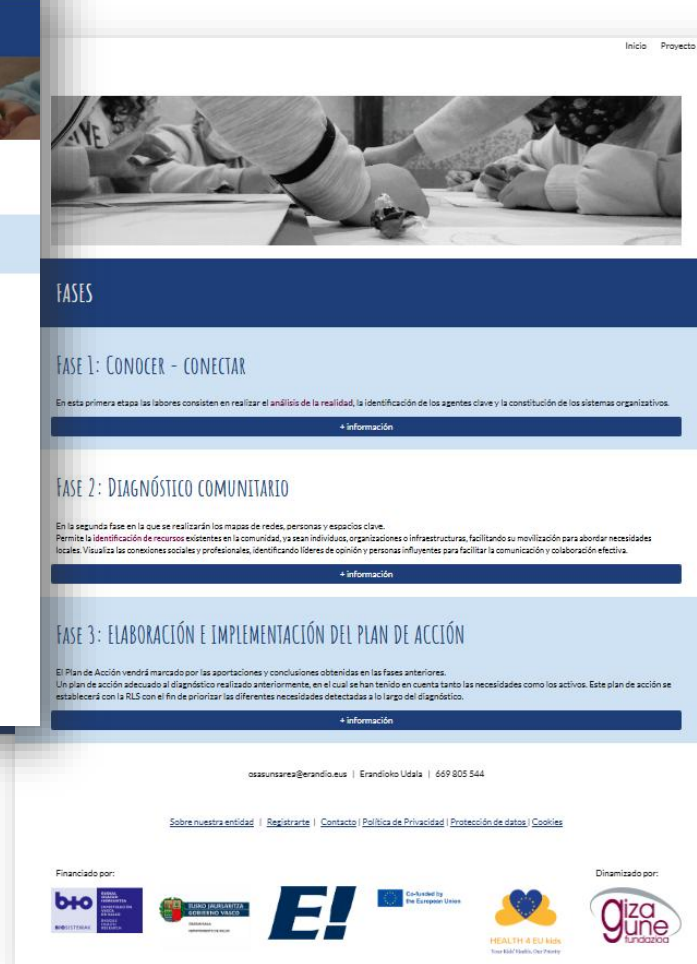 Inicio Proyecto
FASES
FASE 1: CONOCER - CONECTAR
En esta primera etapa las labores consisten en realizar el análisis de la realidad, la identificación de los agentes clave y la constitución de los sistemas organizativos.
+ información
FASE 2: DIAGNÓSTICO COMUNITARIO
En la segunda fase en la que se realizarán los mapas de redes, personas y espacios clave.
Permite la identificación de recursos existentes en la comunidad, ya sean individuos, organizaciones o infraestructuras, facilitando su movilización para abordar necesidades
locales. Visualiza las conexiones sociales y profesionales, identificando líderes de opinión y personas influyentes para facilitar la comunicación y colaboración efectiva.
+ información
FASE 3: ELABORACIÓN E IMPLEMENTACIÓN DEL PLAN DE ACCIÓN
El Plan de Acción vendrá marcado por las aportaciones y conclusiones obtenidas en las fases anteriores.
Un plan de acción adecuado al diagnóstico realizado anteriormente, en el cual se han tenido en cuenta tanto las necesidades como los activos. Este plan de acción se
establecerá con la RLS con el fin de priorizar las diferentes necesidades detectadas a lo largo del diagnóstico.
+ información
osasunsarea@erandio.eus | Erandioko Udala | 669 805 544
Sobre nuestra entidad | Registrarte | Contacto | Política de Privacidad | Protección de datos | Cookies
Financiado por:
Dinamizado por:
b+o
EUSKO JAURLARITZA
GOBIERNO VASCO
E!
Co-funded by
the European Union
HEALTH 4 EU kids
Your Kids' Health, Our Priority
giza
gune
fundazioa